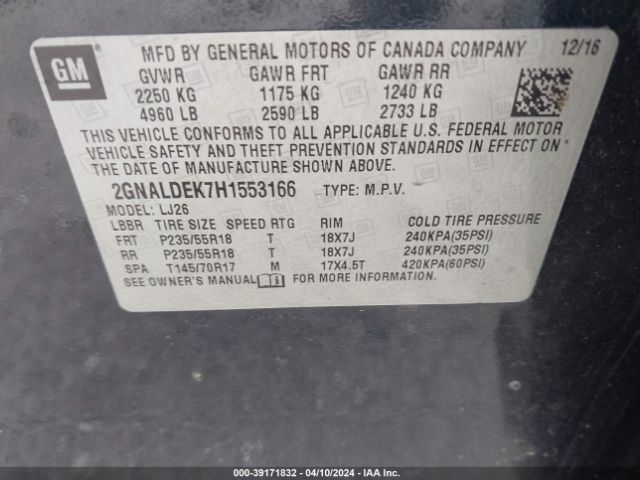 GM
MFD BY GENERAL MOTORS OF CANADA COMPANY 12/16
GVWR GAWR FRT GAWR RR
2250 KG 1175 KG 1240 KG
4960 LB 2590 LB 2733 LB
THIS VEHICLE CONFORMS TO ALL APPLICABLE U.S. FEDERAL MOTOR
VEHICLE SAFETY AND THEFT PREVENTION STANDARDS IN EFFECT ON
THE DATE OF MANUFACTURE SHOWN ABOVE.
2GNALDEK7H1553166 TYPE: M.P.V.
MODEL: LJ26
LBBR TIRE SIZE SPEED RTG RIM COLD TIRE PRESSURE
FRT P235/55R18 T 18X7J 240KPA(35PSI)
RR P235/55R18 T 18X7J 240KPA(35PSI)
SPA T145/70R17 M 17X4.5T 420KPA(60PSI)
SEE OWNER'S MANUAL FOR MORE INFORMATION.
000-39171832 - 04/10/2024 - IAAI.COM